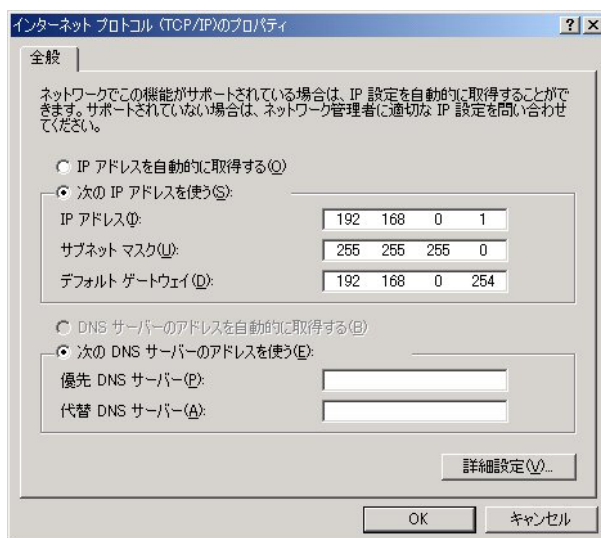 インターネット プロトコル (TCP/IP)のプロパティ
全般
ネットワークでこの機能がサポートされている場合は、IP 設定を自動的に取得することがで
きます。サポートされていない場合は、ネットワーク管理者に適切な IP 設定を問い合わせ
てください。
IP アドレスを自動的に取得する(O)
次の IP アドレスを使う(S):
IP アドレス(I): 192 168 0 1
サブネット マスク(U): 255 255 255 0
デフォルト ゲートウェイ(D): 192 168 0 254
DNS サーバーのアドレスを自動的に取得する(B)
次の DNS サーバーのアドレスを使う(E):
優先 DNS サーバー(P):
代替 DNS サーバー(A):
詳細設定(V)...
OK キャンセル